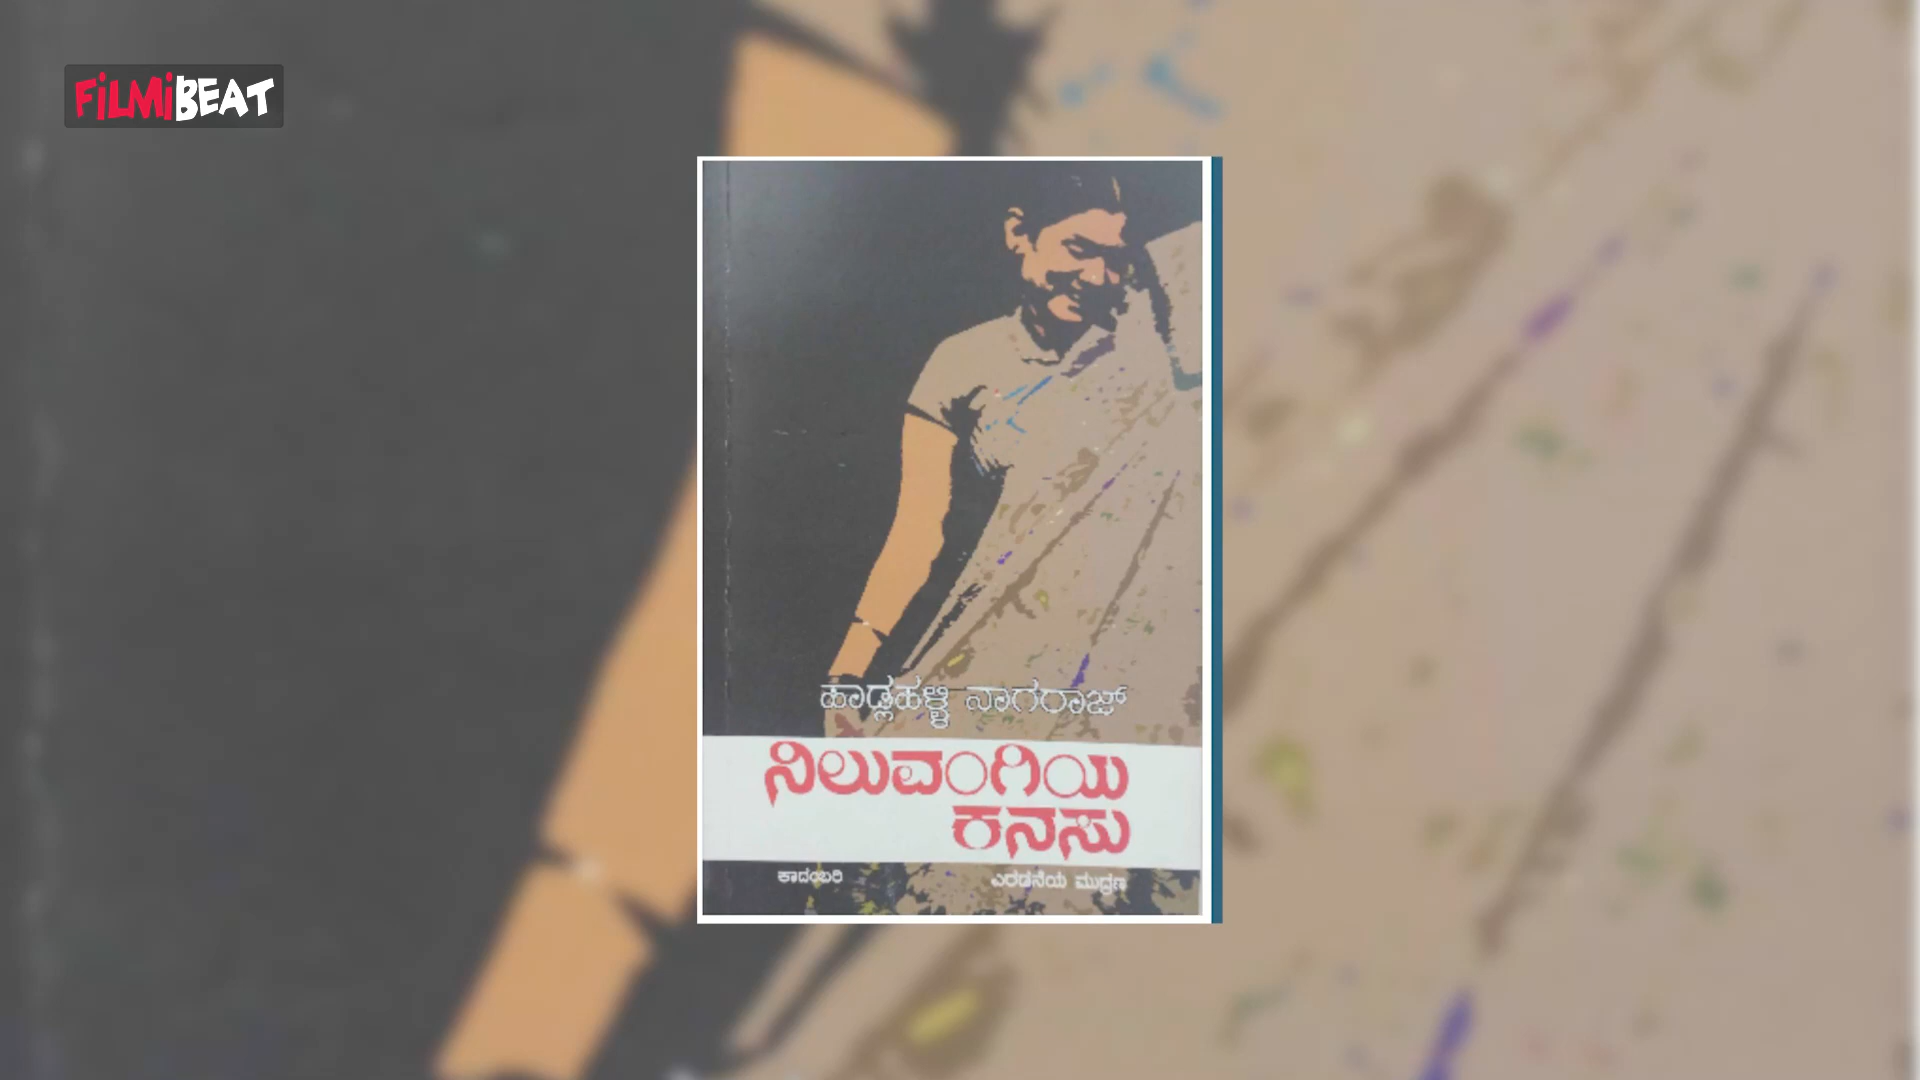 FiLMiBEAT
ಹಾಡ್ಲಹಳ್ಳಿ ನಾಗರಾಜ್
ನಿಲುವಂಗಿಯ
ಕನಸು
ಕಾದಂಬರಿ ಎರಡನೆಯ ಮುದ್ರಣ